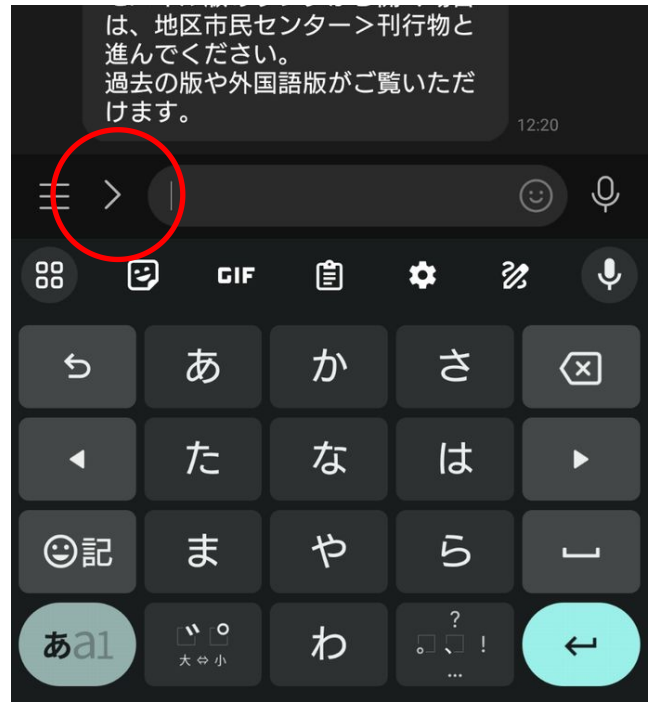 は、地区市民センター＞刊行物と
進んでください。
過去の版や外国語版がご覧いただ
けます。
12:20
GIF
あ か さ
た な は
記 ま や ら
あa1 大⇔小 わ 。、?!…